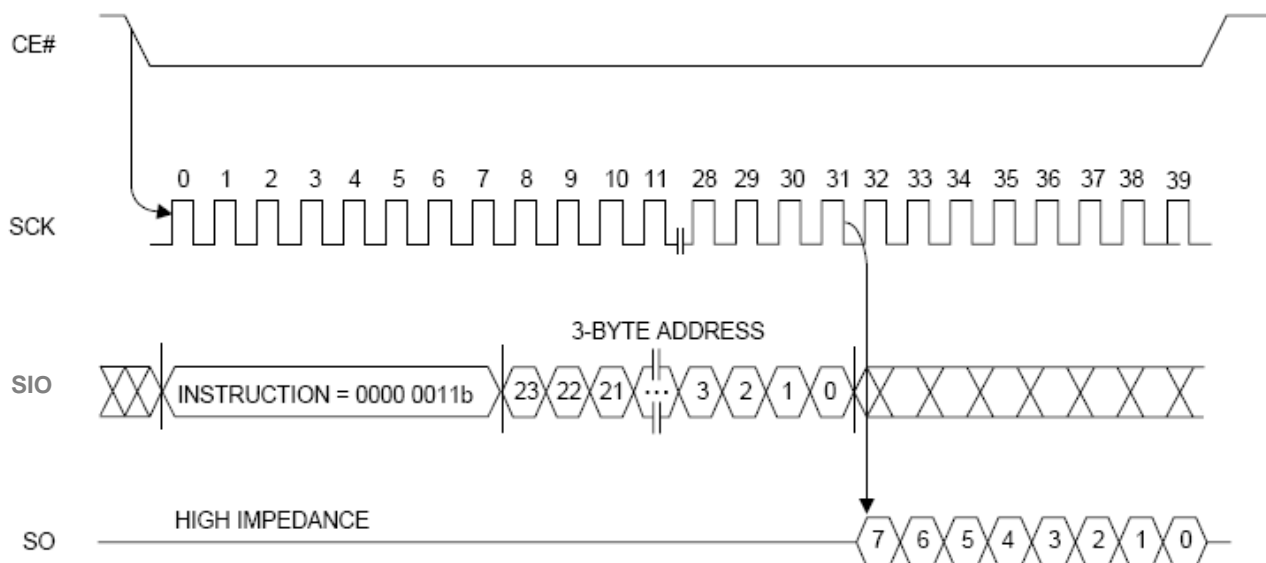 CE#
0 1 2 3 4 5 6 7 8 9 10 11 28 29 30 31 32 33 34 35 36 37 38 39
SCK
3-BYTE ADDRESS
SIO INSTRUCTION = 0000 0011b 23 22 21 ... 3 2 1 0
HIGH IMPEDANCE
SO 7 6 5 4 3 2 1 0